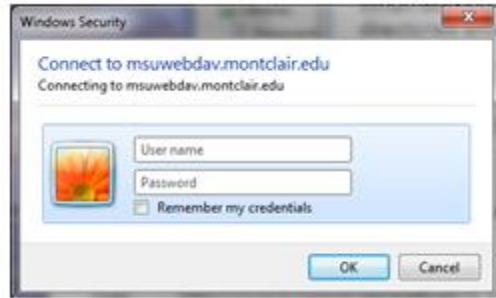 Windows Security
Connect to msuwebdav.montclair.edu
Connecting to msuwebdav.montclair.edu
User name
Password
Remember my credentials
OK
Cancel